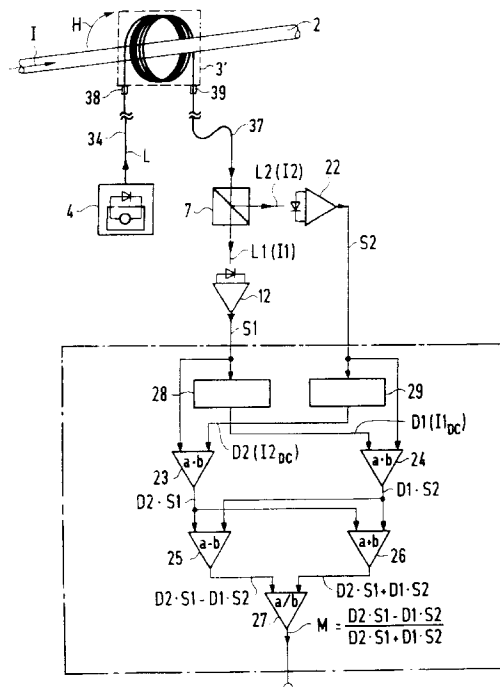 H
I
2
3'
38
39
34
37
L
L2(I2)
22
4
7
L1(I1)
S2
12
S1
28
29
D1(I1DC)
D2(I2DC)
a·b
23
a·b
24
D2·S1
D1·S2
a-b
25
a+b
26
D2·S1-D1·S2
a/b
27
D2·S1+D1·S2
M = D2·S1-D1·S2
D2·S1+D1·S2